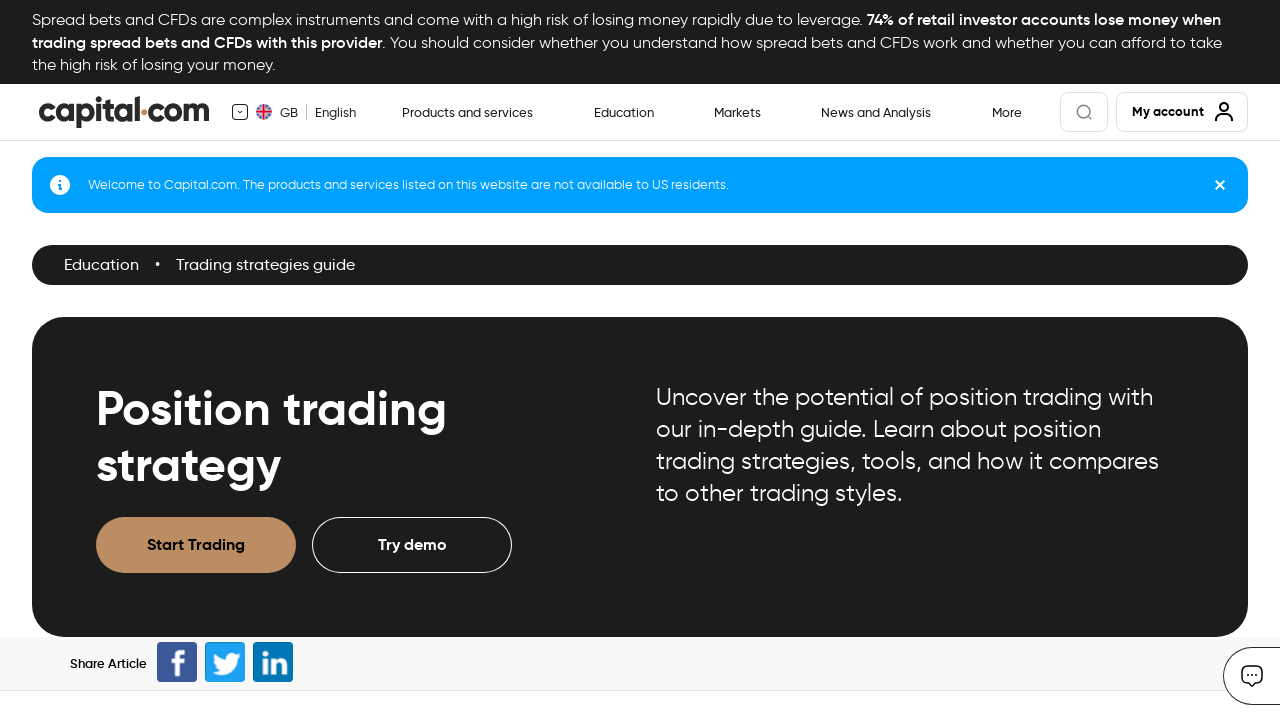 Spread bets and CFDs are complex instruments and come with a high risk of losing money rapidly due to leverage. 74% of retail investor accounts lose money when
trading spread bets and CFDs with this provider. You should consider whether you understand how spread bets and CFDs work and whether you can afford to take
the high risk of losing your money.
capital.com GB English Products and services Education Markets News and Analysis More My account
Welcome to Capital.com. The products and services listed on this website are not available to US residents.
Education • Trading strategies guide
Position trading
strategy
Start Trading Try demo
Uncover the potential of position trading with
our in-depth guide. Learn about position
trading strategies, tools, and how it compares
to other trading styles.
Share Article